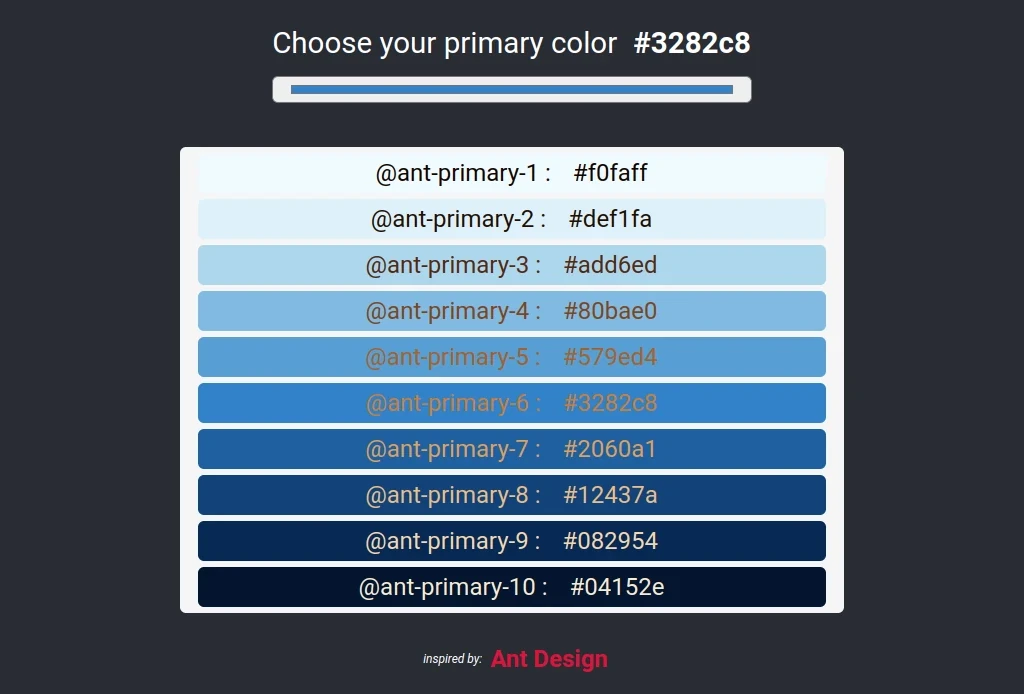 Choose your primary color #3282c8
@ant-primary-1 : #f0faff
@ant-primary-2 : #def1fa
@ant-primary-3 : #add6ed
@ant-primary-4 : #80bae0
@ant-primary-5 : #579ed4
@ant-primary-6 : #3282c8
@ant-primary-7 : #2060a1
@ant-primary-8 : #12437a
@ant-primary-9 : #082954
@ant-primary-10 : #04152e
inspired by: Ant Design